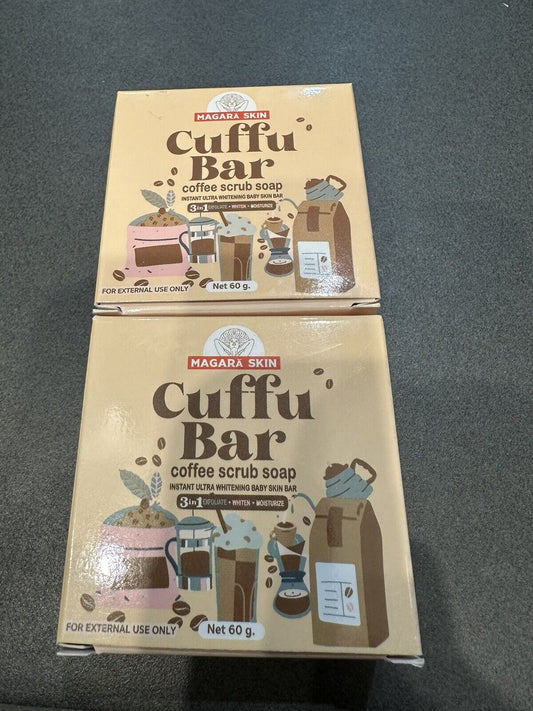 MAGARA SKIN
Cuffu
Bar
coffee scrub soap
INSTANT ULTRA WHITENING BABY SKIN BAR
3in1 EXFOLIATE • WHITEN • MOISTURIZE
FOR EXTERNAL USE ONLY
Net 60 g.
MAGARA SKIN
Cuffu
Bar
coffee scrub soap
INSTANT ULTRA WHITENING BABY SKIN BAR
3in1 EXFOLIATE • WHITEN • MOISTURIZE
FOR EXTERNAL USE ONLY
Net 60 g.